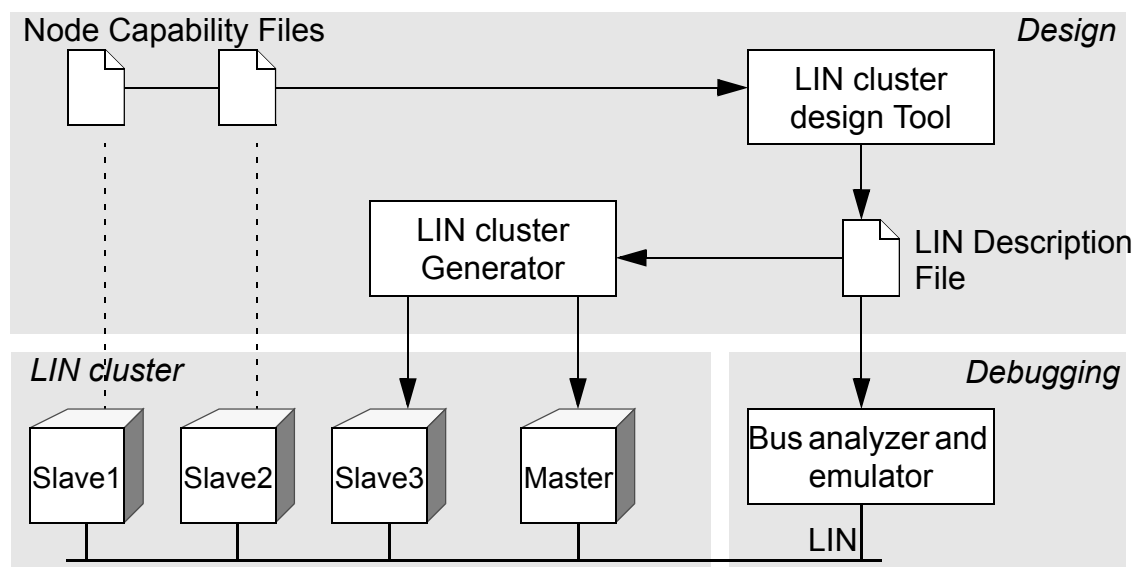 Node Capability Files
Design
LIN cluster
design Tool
LIN cluster
Generator
LIN Description
File
LIN cluster
Debugging
Slave1
Slave2
Slave3
Master
Bus analyzer and
emulator
LIN